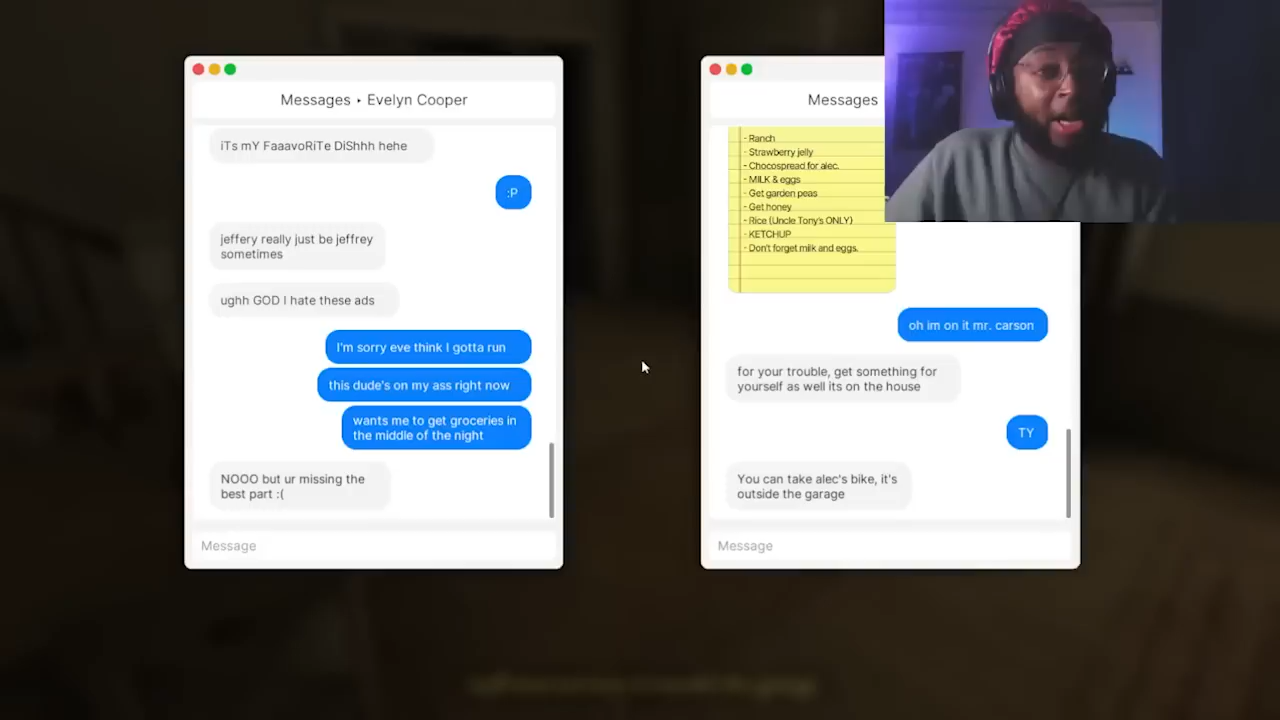 Messages ▸ Evelyn Cooper
iTs mY FaaavoRiTe DiShhh hehe
:P
jeffery really just be jeffrey
sometimes
ughh GOD I hate these ads
I'm sorry eve think I gotta run
this dude's on my ass right now
wants me to get groceries in
the middle of the night
NOOO but ur missing the
best part :(
Message
Messages
- Ranch
- Strawberry jelly
- Chocospread for alec.
- MILK & eggs
- Get garden peas
- Get honey
- Rice (Uncle Tony's ONLY)
- KETCHUP
- Don't forget milk and eggs.
oh im on it mr. carson
for your trouble, get something for
yourself as well its on the house
TY
You can take alec's bike, it's
outside the garage
Message